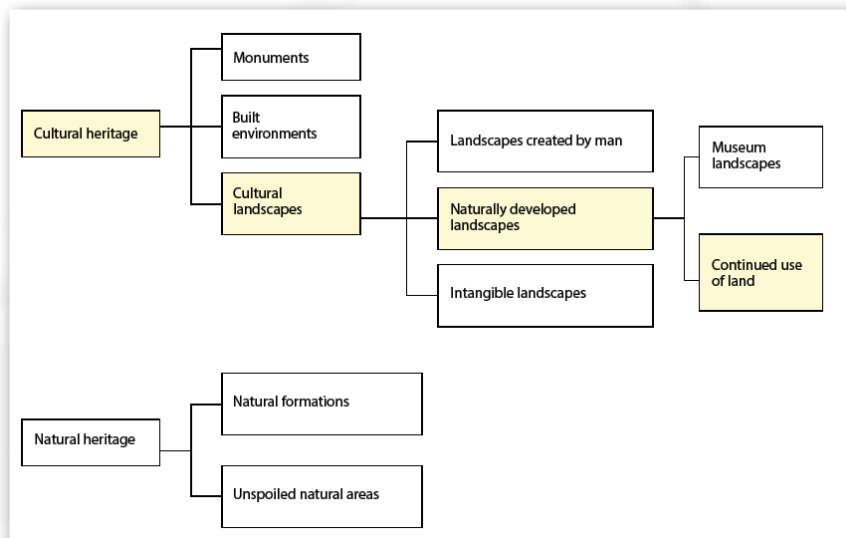 Monuments
Cultural heritage
Built
environments
Cultural
landscapes
Landscapes created by man
Naturally developed
landscapes
Intangible landscapes
Museum
landscapes
Continued use
of land
Natural heritage
Natural formations
Unspoiled natural areas